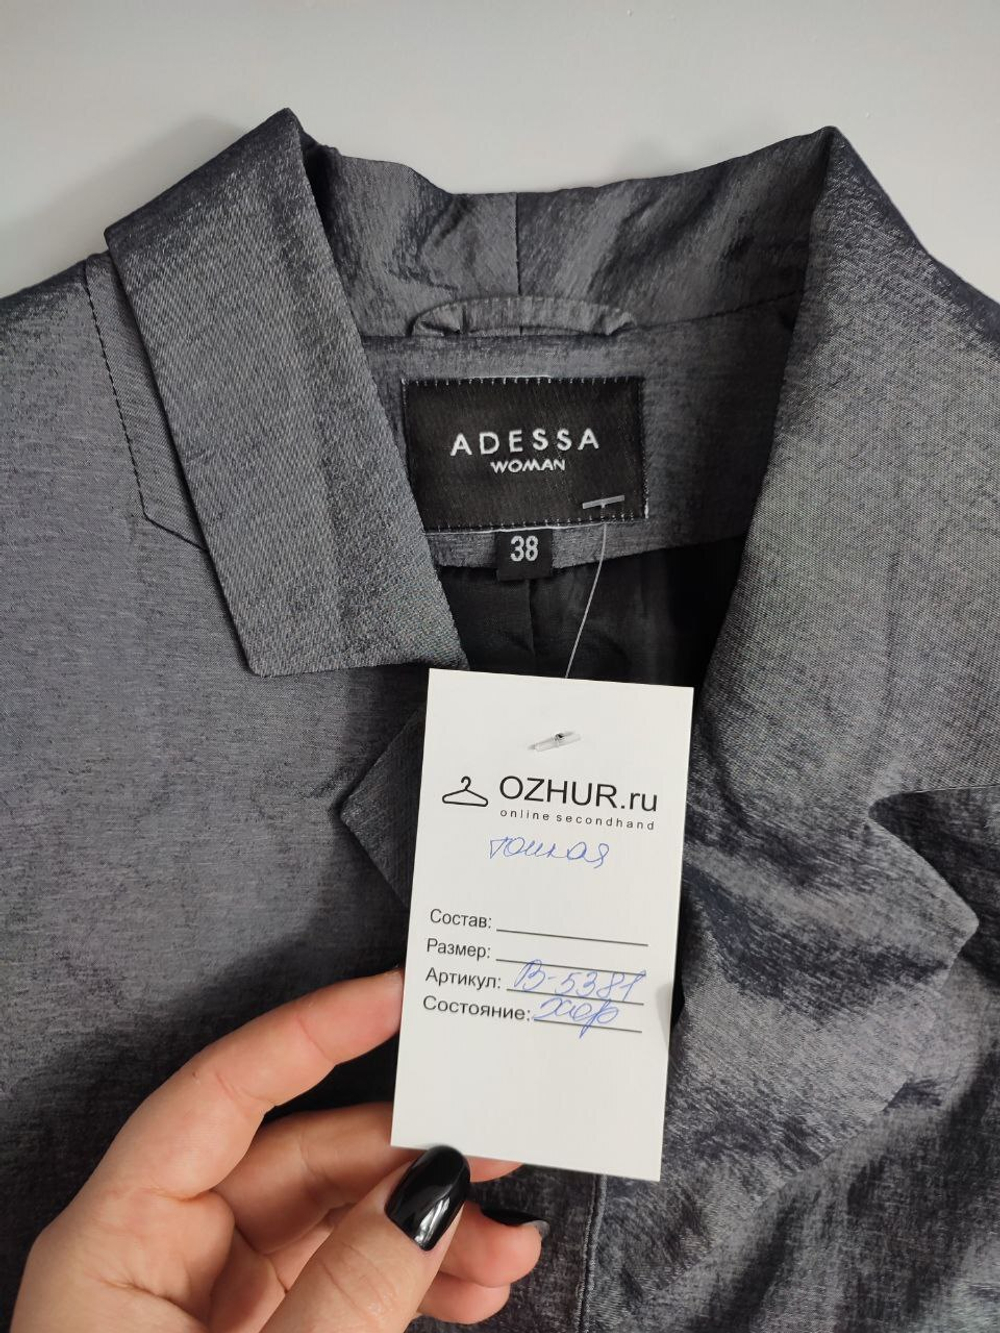 ADESSA
WOMAN
38
OZHUR.ru
online secondhand
тонкая
Состав:
Размер:
Артикул: В-5381
Состояние: хор